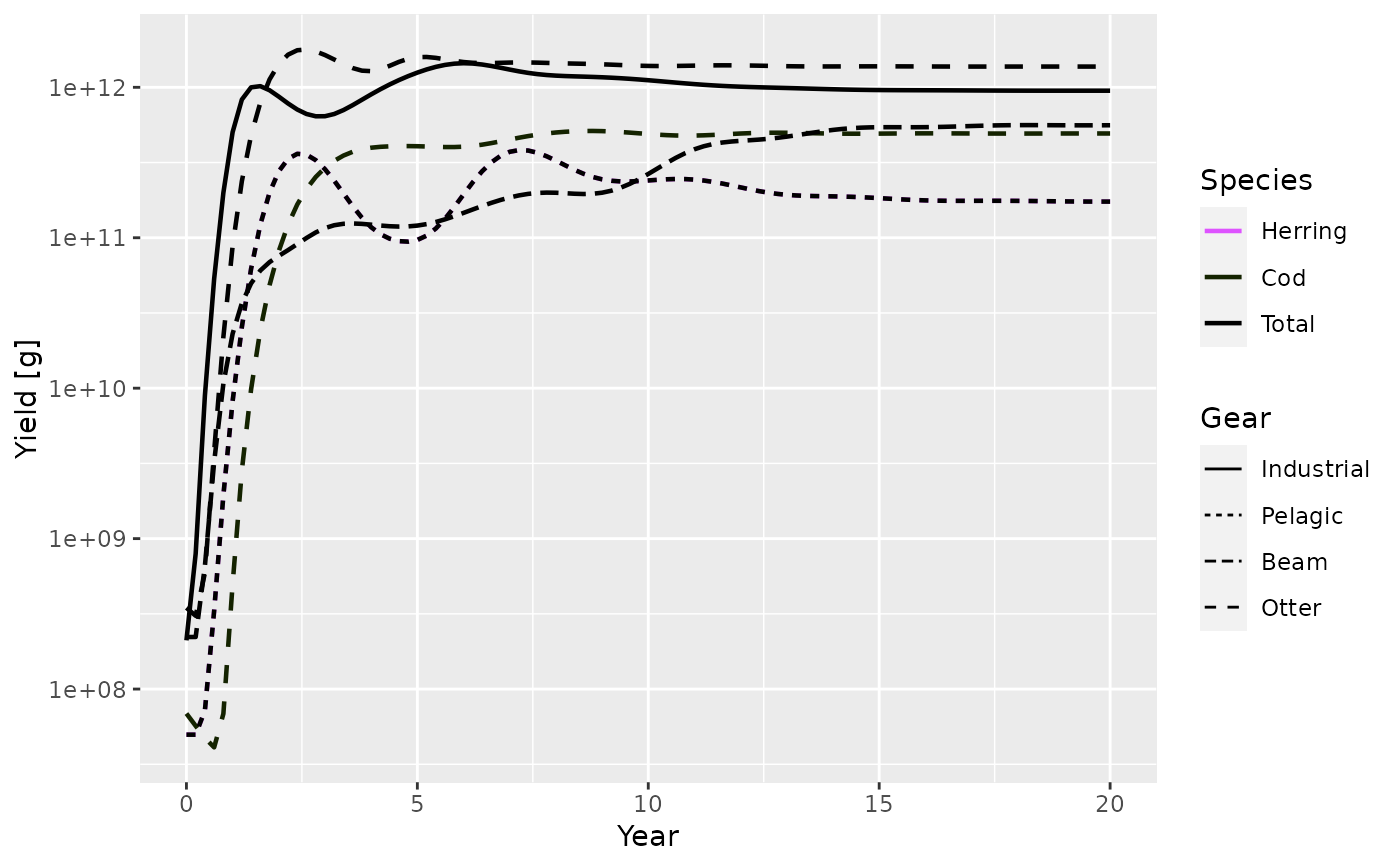 1e+12
1e+11
1e+10
1e+09
1e+08
Yield [g]
0 5 10 15 20
Year
Species
Herring
Cod
Total
Gear
Industrial
Pelagic
Beam
Otter